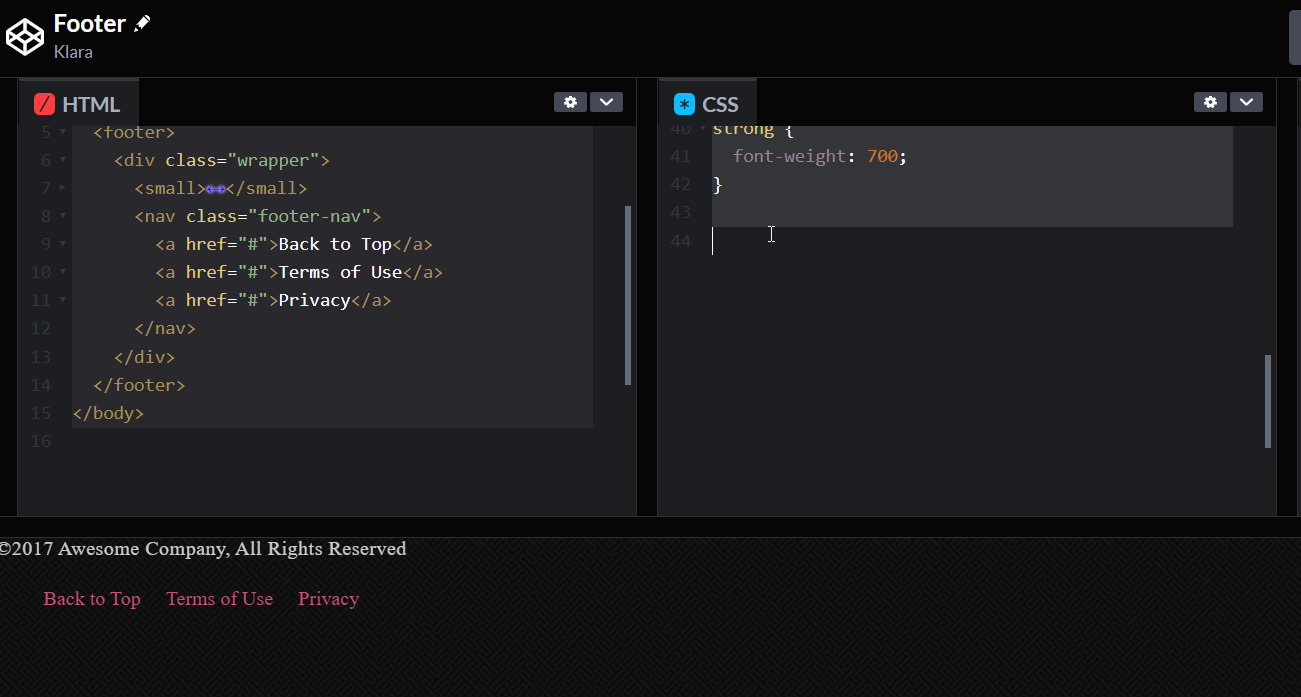 Footer
Klara
HTML
5 <footer>
6 <div class="wrapper">
7 <small></small>
8 <nav class="footer-nav">
9 <a href="#">Back to Top</a>
10 <a href="#">Terms of Use</a>
11 <a href="#">Privacy</a>
12 </nav>
13 </div>
14 </footer>
15 </body>
16
CSS
40 strong {
41 font-weight: 700;
42 }
43
44
©2017 Awesome Company, All Rights Reserved
Back to Top Terms of Use Privacy